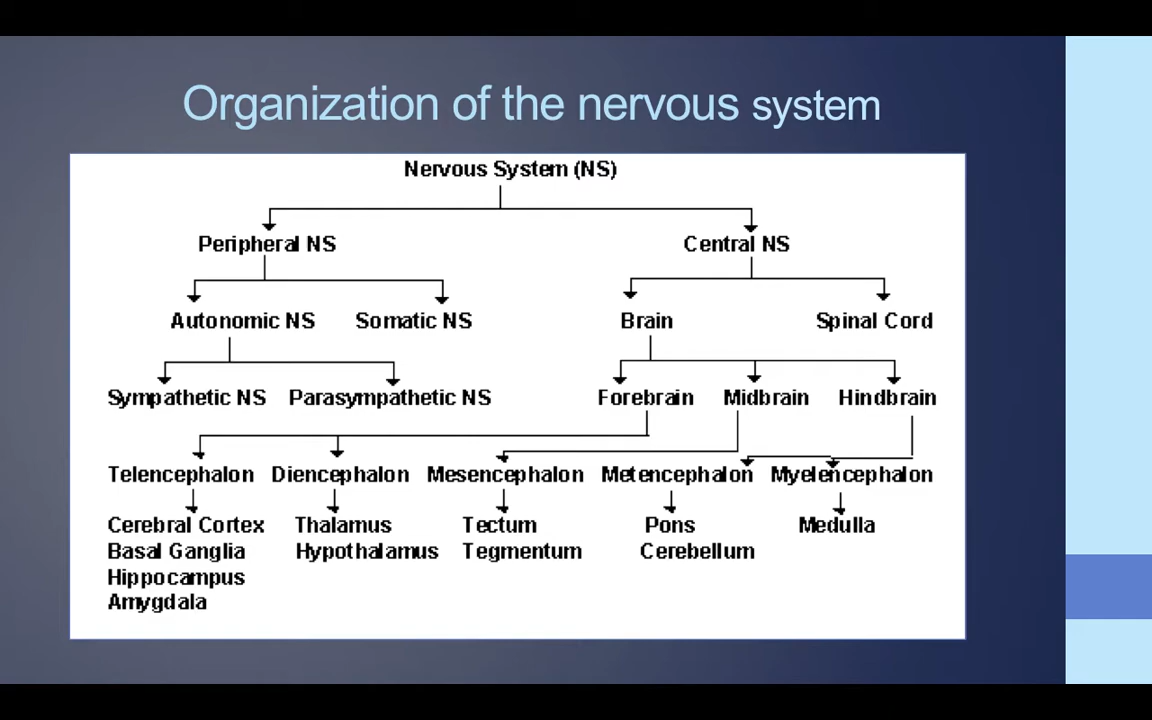 Organization of the nervous system
Nervous System (NS)
Peripheral NS Central NS
Autonomic NS Somatic NS Brain Spinal Cord
Sympathetic NS Parasympathetic NS Forebrain Midbrain Hindbrain
Telencephalon Diencephalon Mesencephalon Metencephalon Myelencephalon
Cerebral Cortex Thalamus Tectum Pons Medulla
Basal Ganglia Hypothalamus Tegmentum Cerebellum
Hippocampus
Amygdala